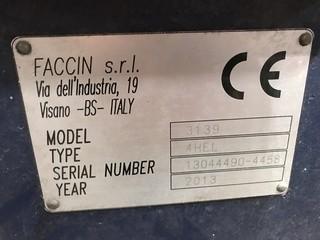 FACCIN s.r.l.
Via dell'Industria, 19
Visano -BS- ITALY
CE
MODEL 3139
TYPE 4HEL
SERIAL NUMBER 13044490-4458
YEAR 2013